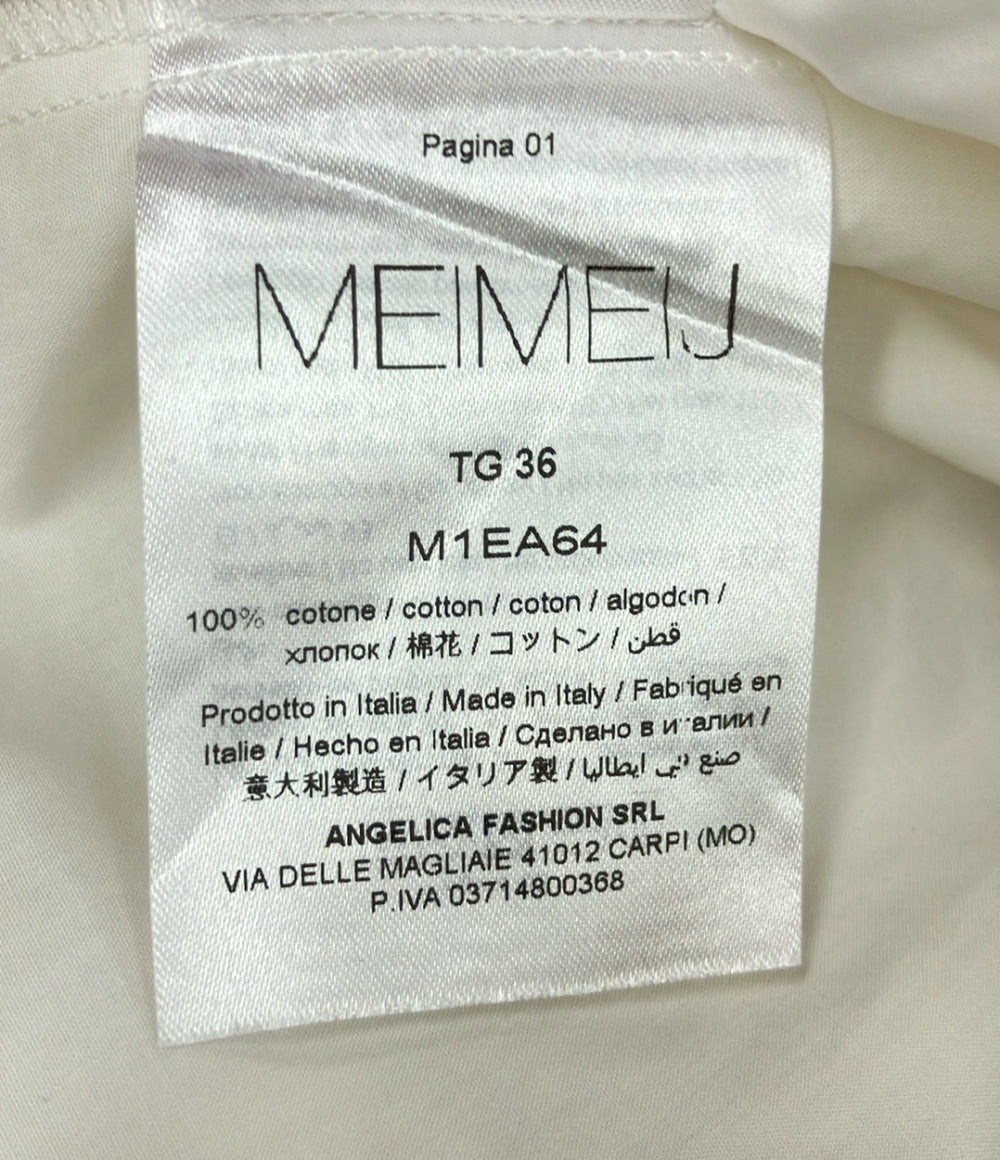 Pagina 01
MEIMEIJ
TG 36
M1EA64
100% cotone / cotton / coton / algodon /
хлопок / 棉花 / コットン / قطن
Prodotto in Italia / Made in Italy / Fabriqué en
Italie / Hecho en Italia / Сделано в италии /
意大利製造 / イタリア製 / صنع في ايطاليا
ANGELICA FASHION SRL
VIA DELLE MAGLIAIE 41012 CARPI (MO)
P.IVA 03714800368